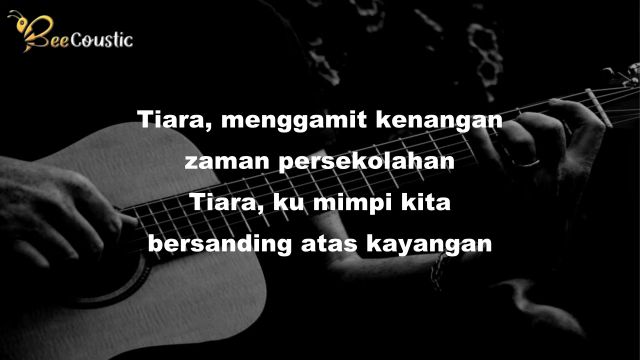 BeeCoustic
Tiara, menggamit kenangan
zaman persekolahan
Tiara, ku mimpi kita
bersanding atas kayangan